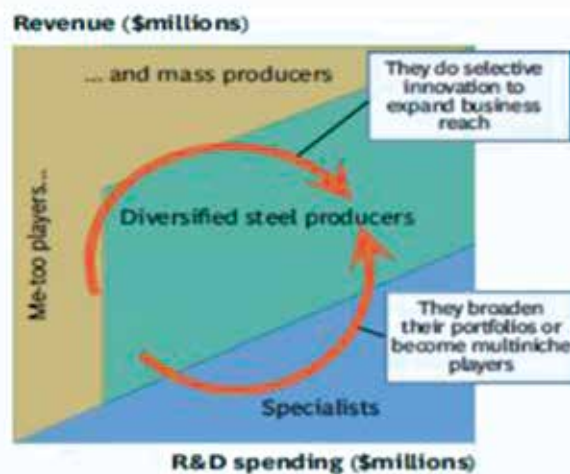 Revenue ($millions)
... and mass producers
They do selective
innovation to
expand business
reach
Me-too players...
Diversified steel producers
They broaden
their portfolios or
become multiniche
players
Specialists
R&D spending ($millions)